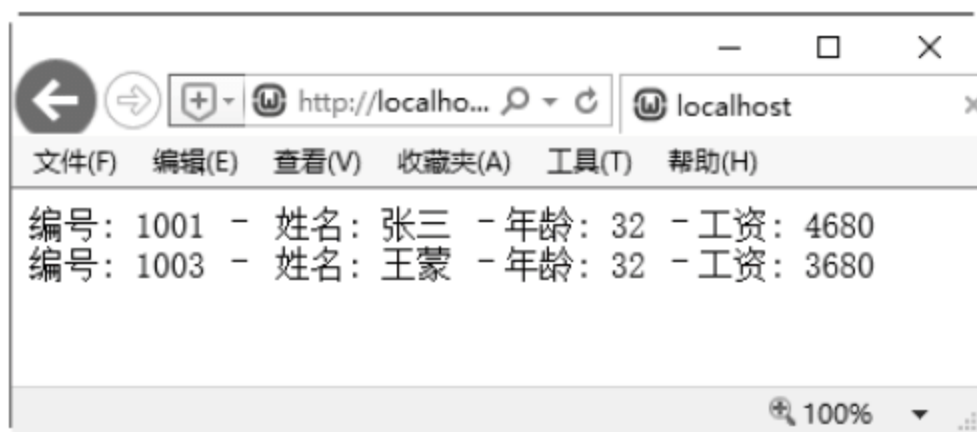 http://localho...
localhost
文件(F) 编辑(E) 查看(V) 收藏夹(A) 工具(T) 帮助(H)
编号: 1001 - 姓名: 张三 -年龄: 32 -工资: 4680
编号: 1003 - 姓名: 王蒙 -年龄: 32 -工资: 3680
100%